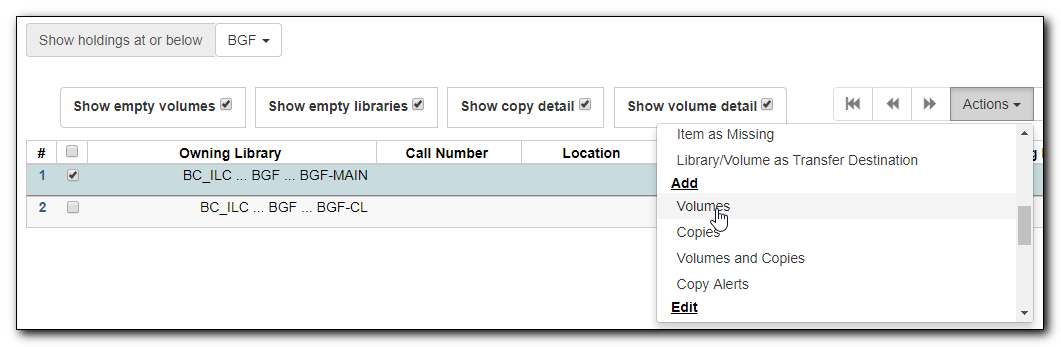 Show holdings at or below BGF
Show empty volumes Show empty libraries Show copy detail Show volume detail Actions
Item as Missing
# Owning Library Call Number Location
Library/Volume as Transfer Destination
1 BC_ILC ... BGF ... BGF-MAIN
Add
2 BC_ILC ... BGF ... BGF-CL
Volumes
Copies
Volumes and Copies
Copy Alerts
Edit